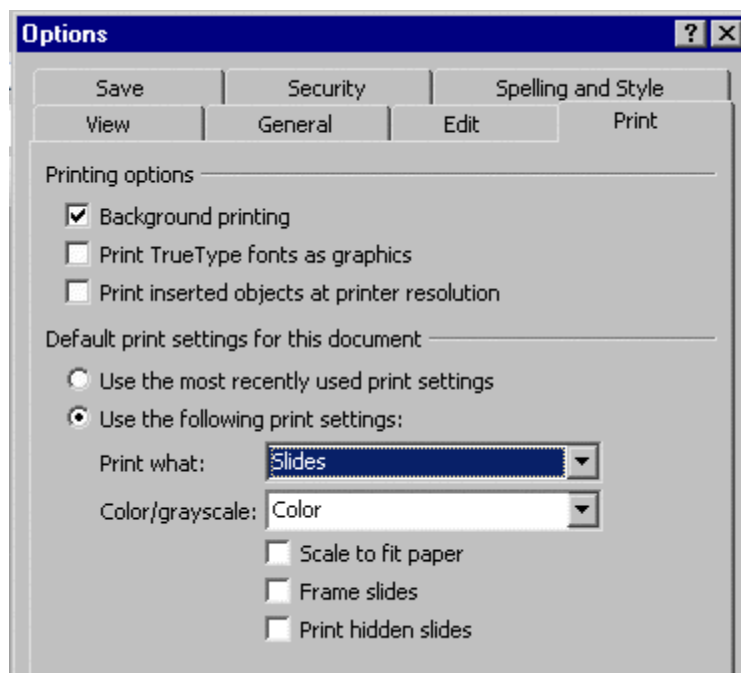 Options
Save Security Spelling and Style
View General Edit Print
Printing options
Background printing
Print TrueType fonts as graphics
Print inserted objects at printer resolution
Default print settings for this document
Use the most recently used print settings
Use the following print settings:
Print what: Slides
Color/grayscale: Color
Scale to fit paper
Frame slides
Print hidden slides